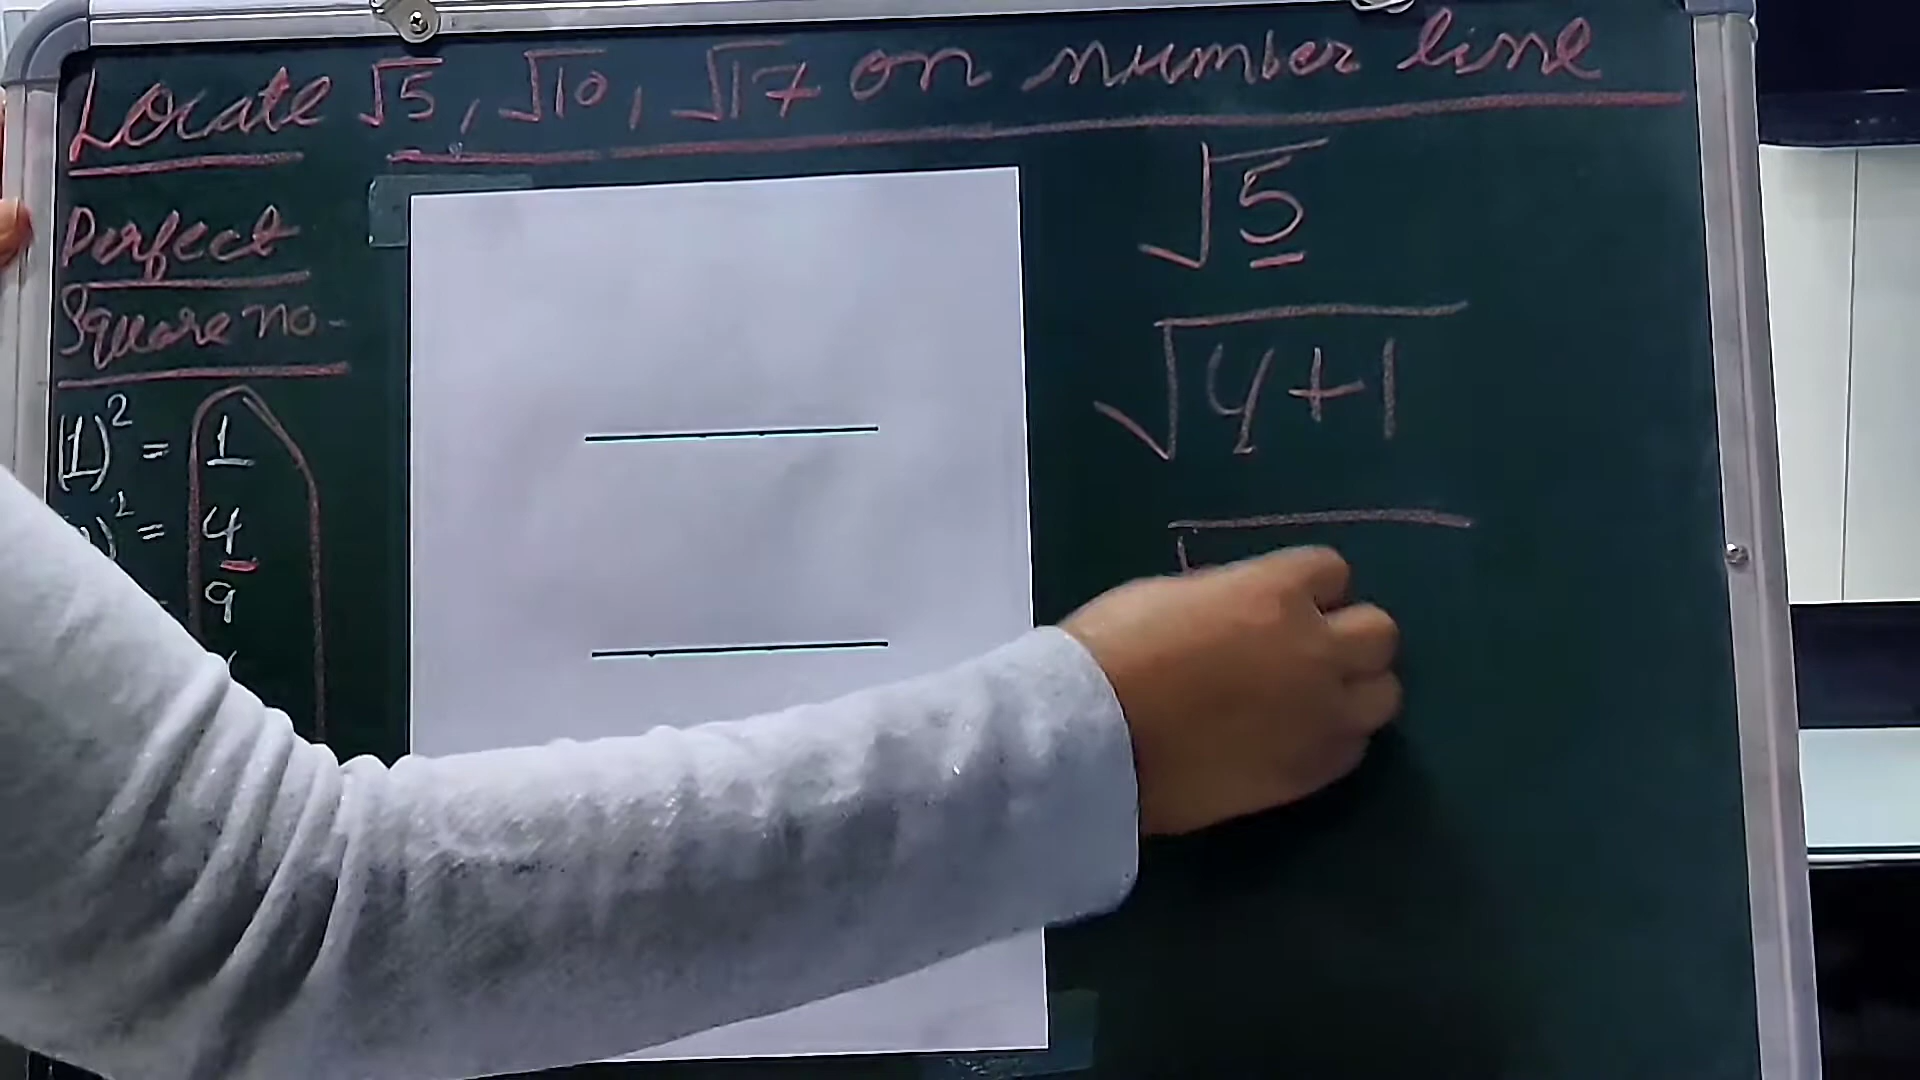 Locate √5, √10, √17 on number line
Perfect
Square no-
(1)² = 1
)² = 4
9
√5
√4+1